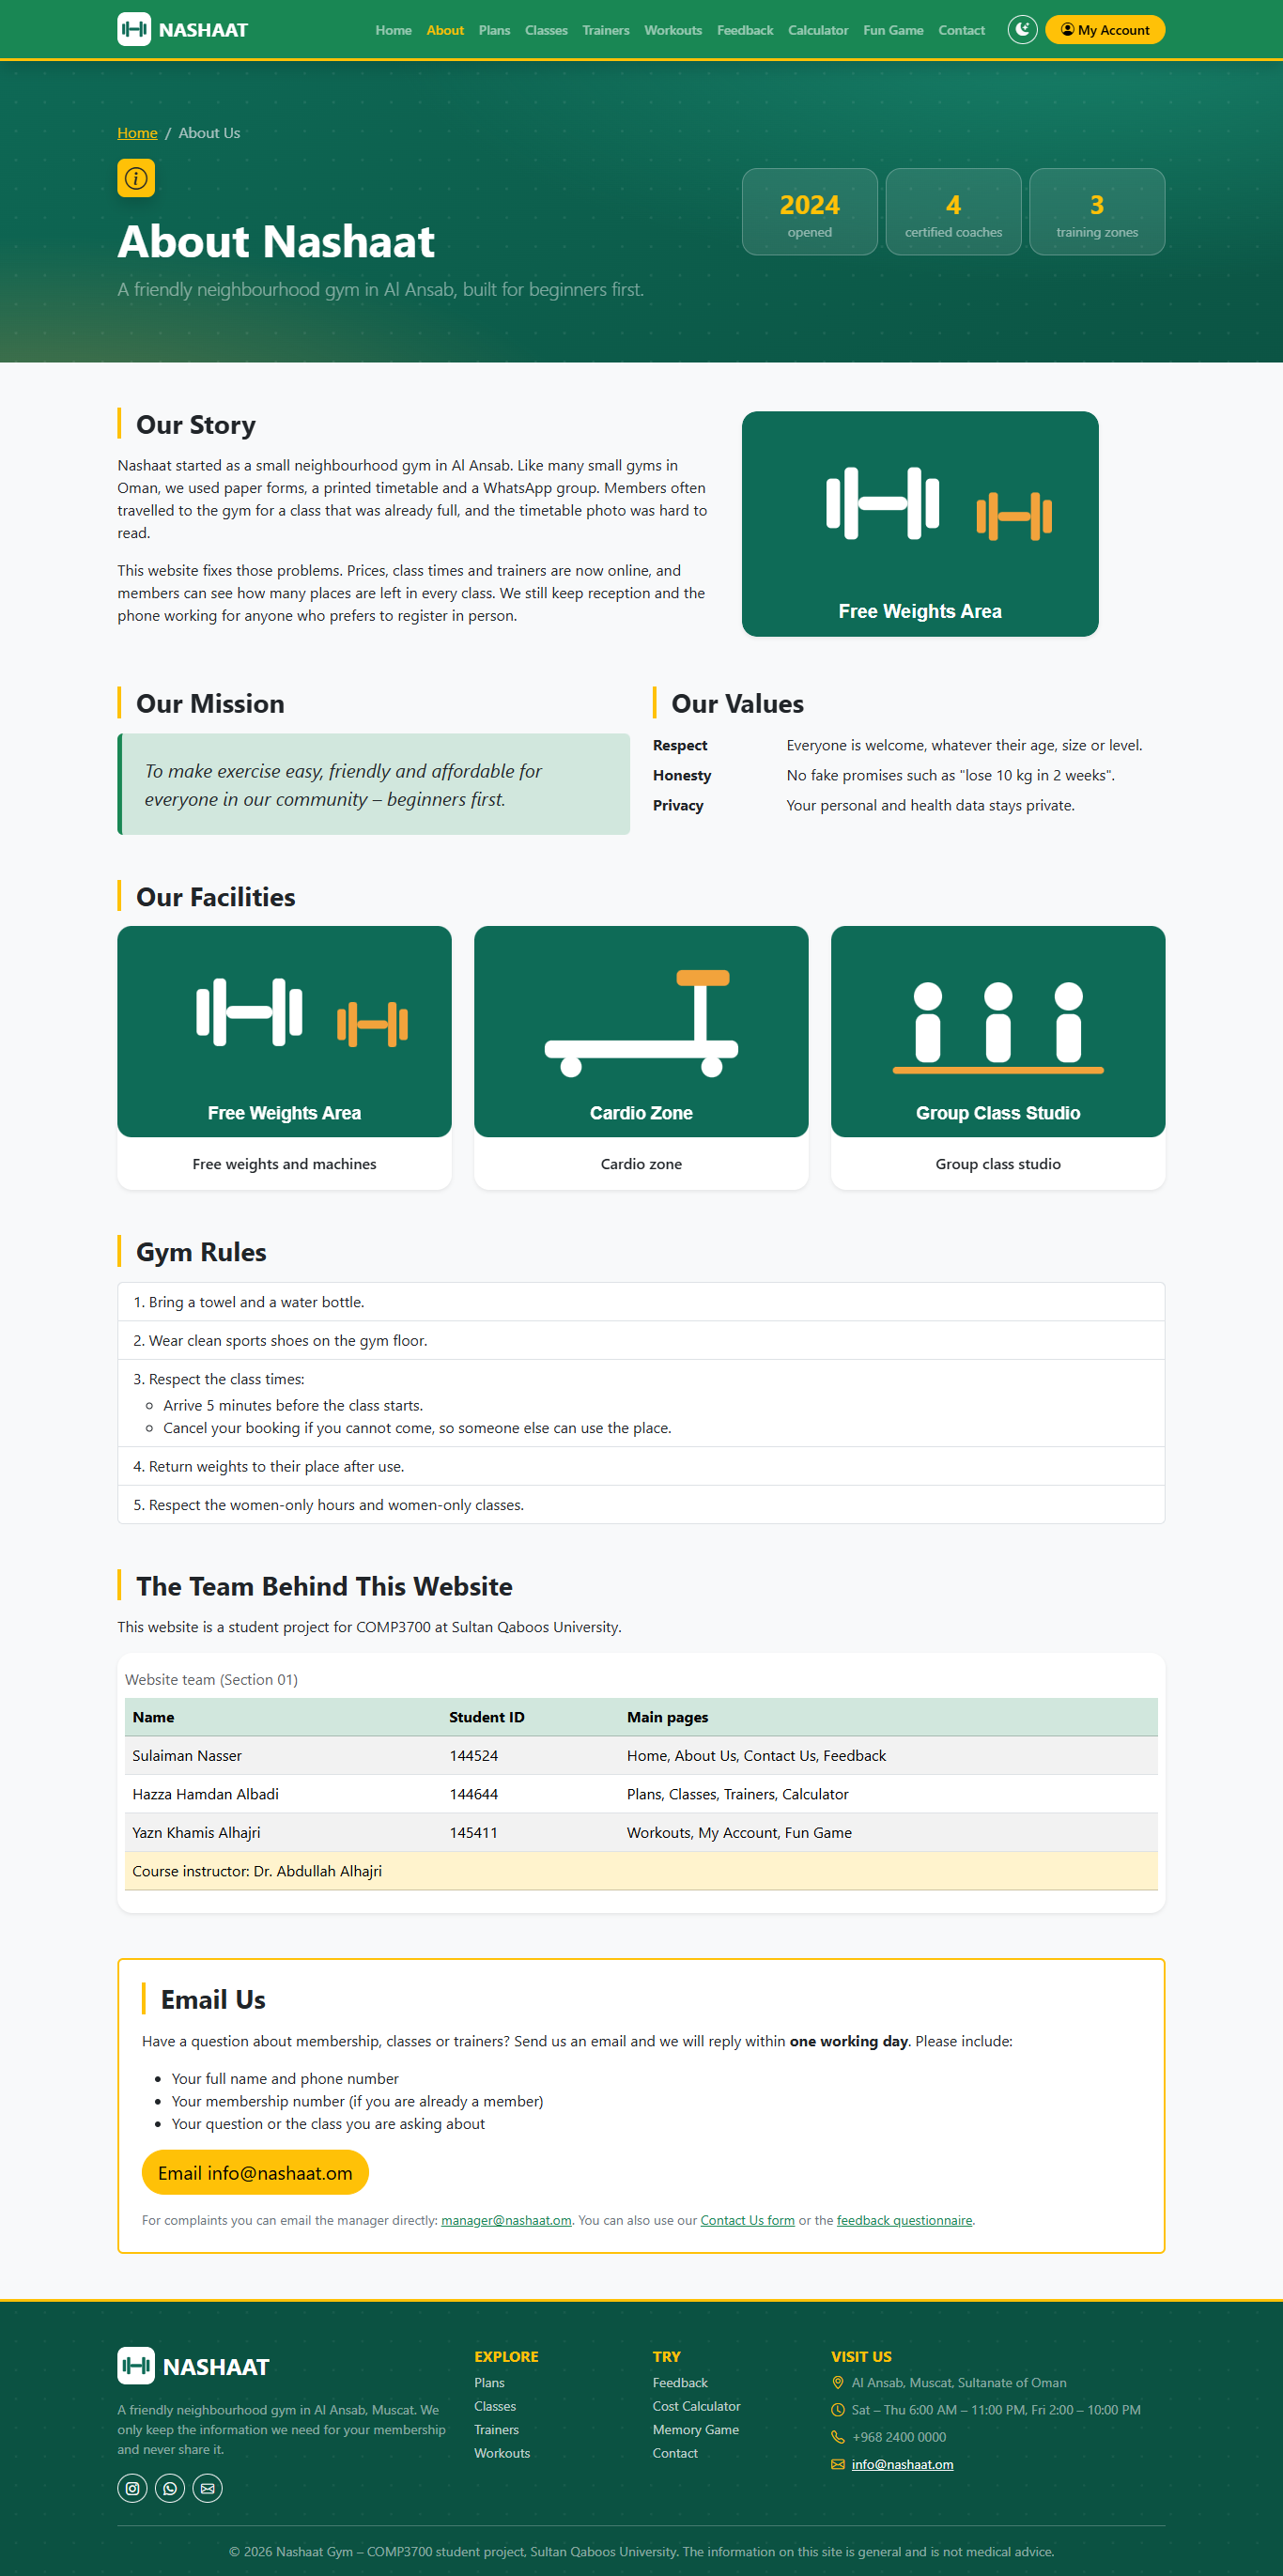 NASHAAT
Home About Plans Classes Trainers Workouts Feedback Calculator Fun Game Contact My Account
Home / About Us
About Nashaat
A friendly neighbourhood gym in Al Ansab, built for beginners first.
2024
opened
4
certified coaches
3
training zones
Our Story
Nashaat started as a small neighbourhood gym in Al Ansab. Like many small gyms in
Oman, we used paper forms, a printed timetable and a WhatsApp group. Members often
travelled to the gym for a class that was already full, and the timetable photo was hard to
read.
This website fixes those problems. Prices, class times and trainers are now online, and
members can see how many places are left in every class. We still keep reception and the
phone working for anyone who prefers to register in person.
Free Weights Area
Our Mission
To make exercise easy, friendly and affordable for
everyone in our community – beginners first.
Our Values
Respect Everyone is welcome, whatever their age, size or level.
Honesty No fake promises such as "lose 10 kg in 2 weeks".
Privacy Your personal and health data stays private.
Our Facilities
Free Weights Area
Free weights and machines
Cardio Zone
Cardio zone
Group Class Studio
Group class studio
Gym Rules
1. Bring a towel and a water bottle.
2. Wear clean sports shoes on the gym floor.
3. Respect the class times:
Arrive 5 minutes before the class starts.
Cancel your booking if you cannot come, so someone else can use the place.
4. Return weights to their place after use.
5. Respect the women-only hours and women-only classes.
The Team Behind This Website
This website is a student project for COMP3700 at Sultan Qaboos University.
Website team (Section 01)
Name Student ID Main pages
Sulaiman Nasser 144524 Home, About Us, Contact Us, Feedback
Hazza Hamdan Albadi 144644 Plans, Classes, Trainers, Calculator
Yazn Khamis Alhajri 145411 Workouts, My Account, Fun Game
Course instructor: Dr. Abdullah Alhajri
Email Us
Have a question about membership, classes or trainers? Send us an email and we will reply within one working day. Please include:
Your full name and phone number
Your membership number (if you are already a member)
Your question or the class you are asking about
Email info@nashaat.om
For complaints you can email the manager directly: manager@nashaat.om. You can also use our Contact Us form or the feedback questionnaire.
NASHAAT
A friendly neighbourhood gym in Al Ansab, Muscat. We
only keep the information we need for your membership
and never share it.
EXPLORE
Plans
Classes
Trainers
Workouts
TRY
Feedback
Cost Calculator
Memory Game
Contact
VISIT US
Al Ansab, Muscat, Sultanate of Oman
Sat – Thu 6:00 AM – 11:00 PM, Fri 2:00 – 10:00 PM
+968 2400 0000
info@nashaat.om
© 2026 Nashaat Gym – COMP3700 student project, Sultan Qaboos University. The information on this site is general and is not medical advice.